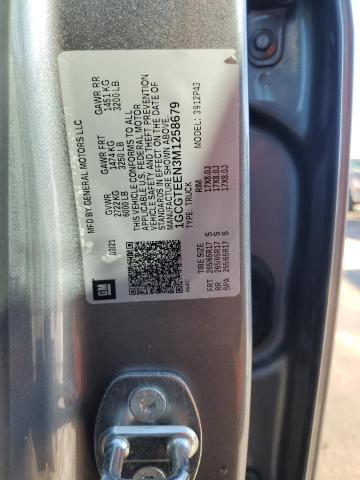 MFD BY GENERAL MOTORS LLC
03/21
GVWR
2722 KG
6000 LB
GAWR FRT
1474 KG
3250 LB
GAWR RR
1451 KG
3200 LB
THIS VEHICLE CONFORMS TO ALL
APPLICABLE U.S. FEDERAL MOTOR
VEHICLE SAFETY AND THEFT PREVENTION
STANDARDS IN EFFECT ON THE DATE OF
MANUFACTURE SHOWN ABOVE.
1GCGTEEN3M1258679
TYPE: TRUCK
MODEL: 3912P43
GM
TIRE SIZE
RIM
FRT 265/65R17 S 17X8.0J
RR 265/65R17 S 17X8.0J
SPA 265/65R17 S 17X8.0J